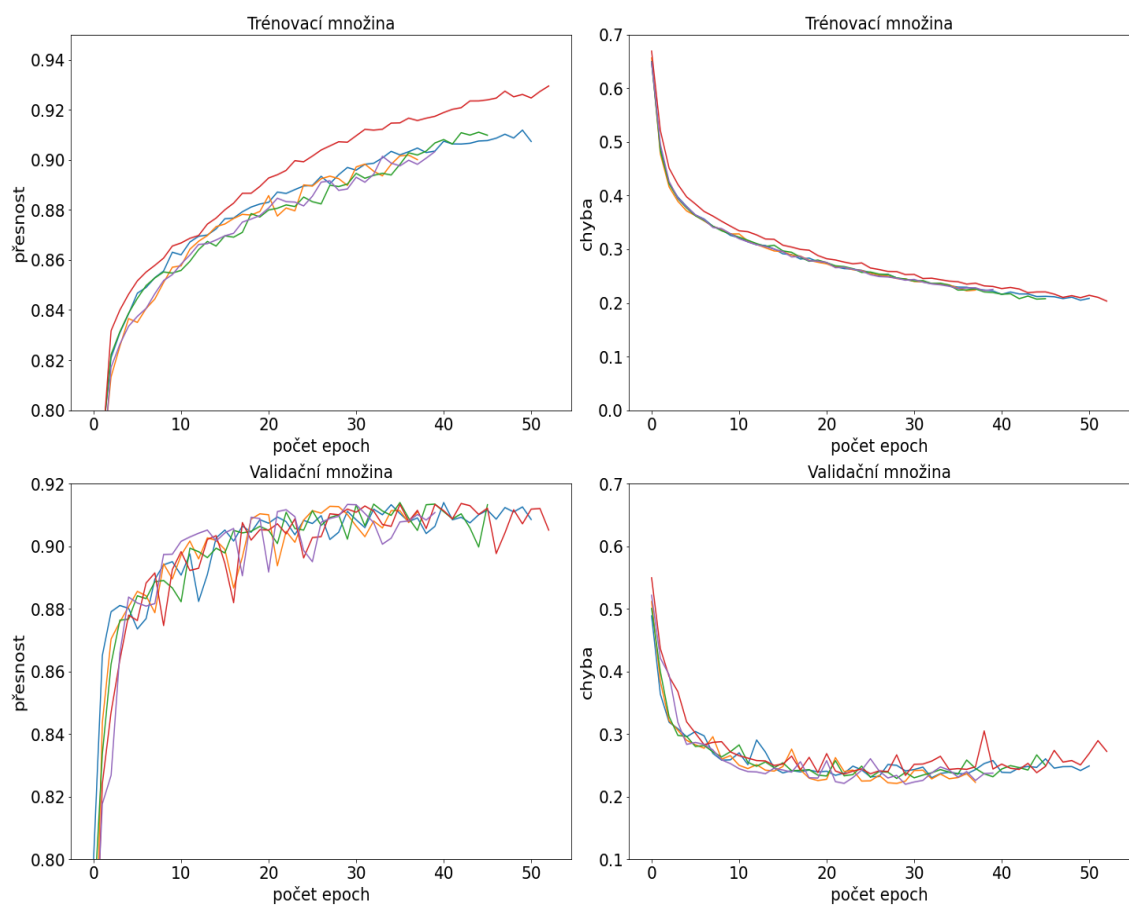 Trénovací množina
přesnost
0.94
0.92
0.90
0.88
0.86
0.84
0.82
0.80
0 10 20 30 40 50
počet epoch
Trénovací množina
chyba
0.7
0.6
0.5
0.4
0.3
0.2
0.1
0.0
0 10 20 30 40 50
počet epoch
Validační množina
přesnost
0.92
0.90
0.88
0.86
0.84
0.82
0.80
0 10 20 30 40 50
počet epoch
Validační množina
chyba
0.7
0.6
0.5
0.4
0.3
0.2
0.1
0 10 20 30 40 50
počet epoch